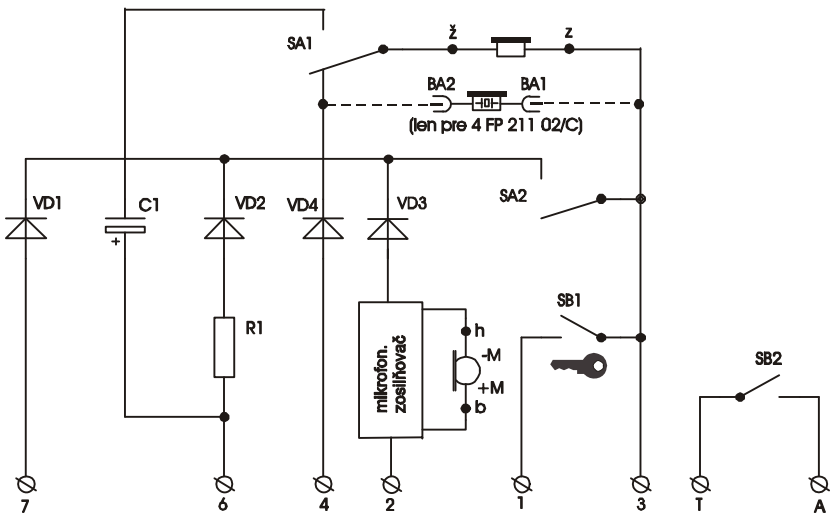 SA1
ž
z
BA2
BA1
(len pre 4 FP 211 02/C)
VD1
C1
+
VD2
VD4
VD3
SA2
R1
mikrofon.
zosilňovač
h
-M
+M
b
SB1
SB2
7
6
4
2
1
3
T
A